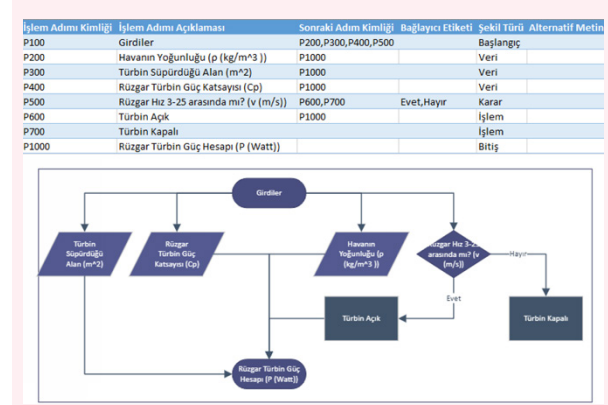 İşlem Adımı Kimliği İşlem Adımı Açıklaması Sonraki Adım Kimliği Bağlayıcı Etiketi Şekil Türü Alternatif Metin
P100 Girdiler P200,P300,P400,P500 Başlangıç
P200 Havanın Yoğunluğu (ρ (kg/m^3 )) P1000 Veri
P300 Türbin Süpürdüğü Alan (m^2) P1000 Veri
P400 Rüzgar Türbin Güç Katsayısı (Cp) P1000 Veri
P500 Rüzgar Hız 3-25 arasında mı? (v (m/s)) P600,P700 Evet,Hayır Karar
P600 Türbin Açık P1000 İşlem
P700 Türbin Kapalı İşlem
P1000 Rüzgar Türbin Güç Hesapı (P (Watt)) Bitiş
Girdiler
Türbin
Süpürdüğü
Alan (m^2)
Rüzgar
Türbin Güç
Katsayısı (Cp)
Havanın
Yoğunluğu (ρ
(kg/m^3 ))
Rüzgar Hız 3-25
arasında mı? (v
(m/s))
Hayır
Evet
Türbin Açık
Türbin Kapalı
Rüzgar Türbin Güç
Hesapı (P (Watt))